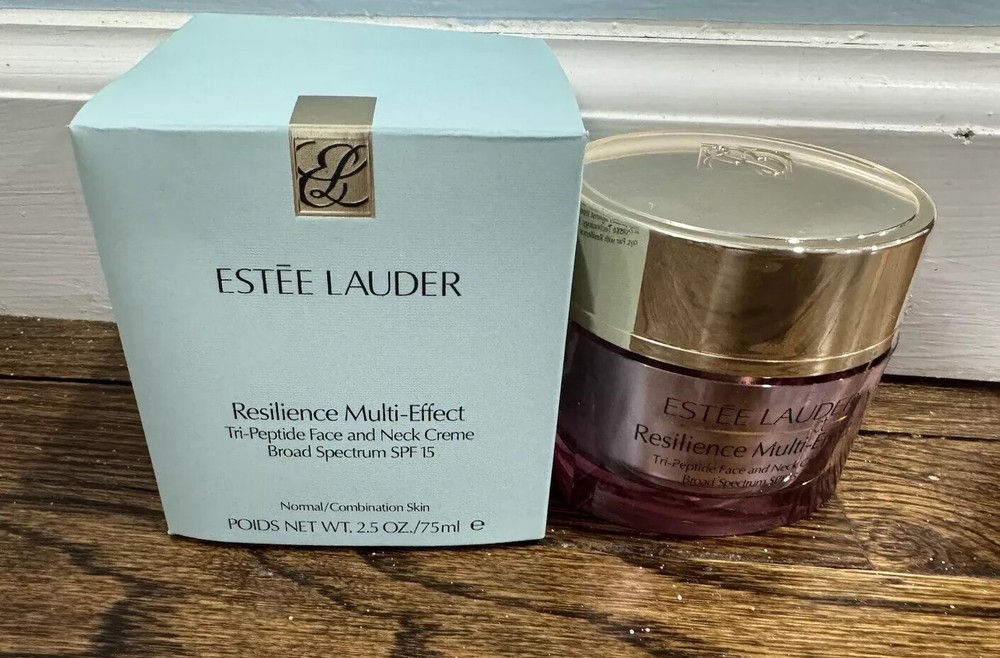 EL
ESTĒE LAUDER
Resilience Multi-Effect
Tri-Peptide Face and Neck Creme
Broad Spectrum SPF 15
Normal/Combination Skin
POIDS NET WT. 2.5 OZ./75ml e
ESTĒE LAUDER
Resilience Multi-
Tri-Peptide Face and Neck
Broad Spectrum